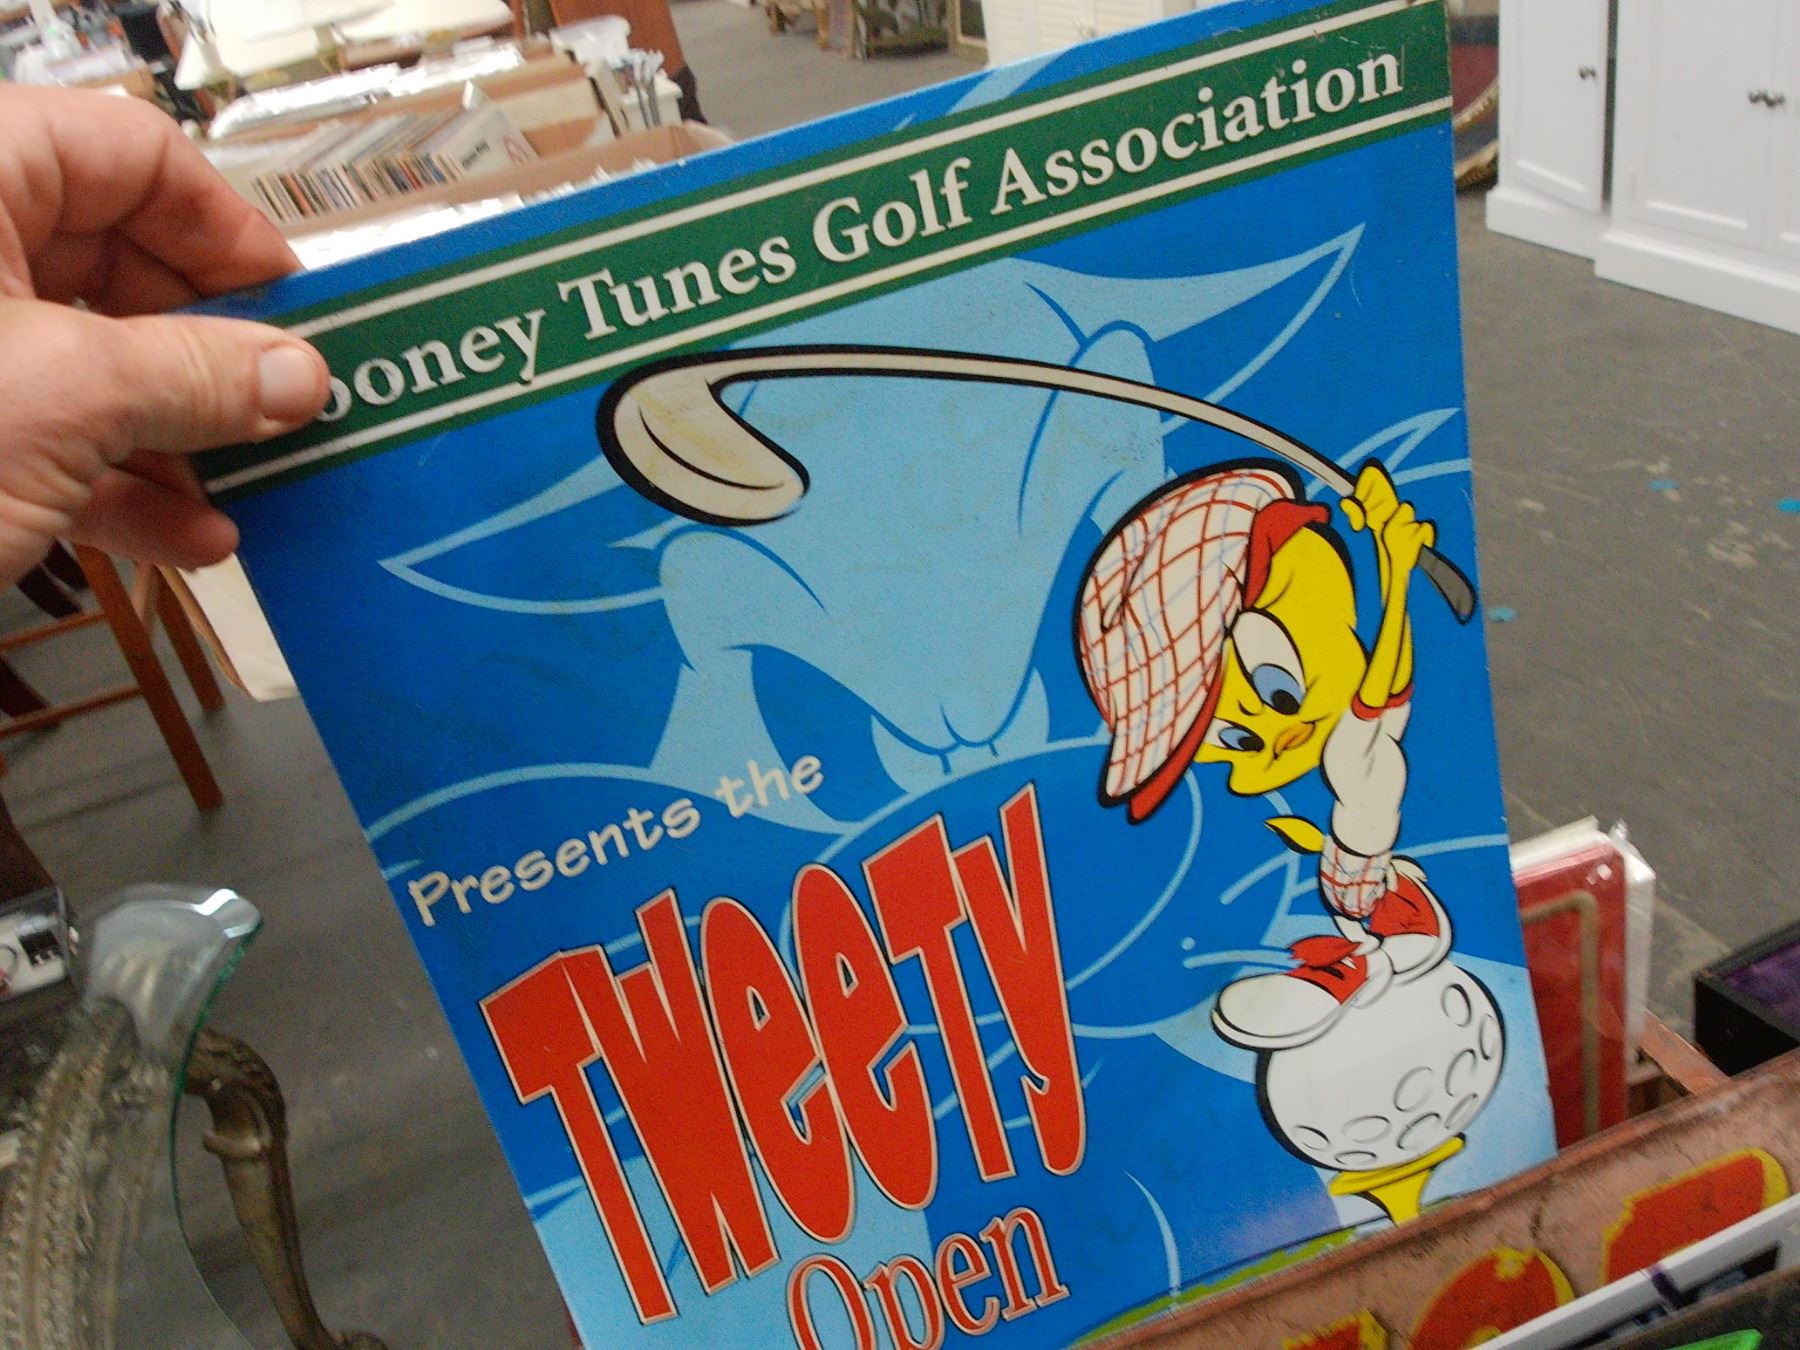 ooney Tunes Golf Association
Presents the
TWEETY
Open